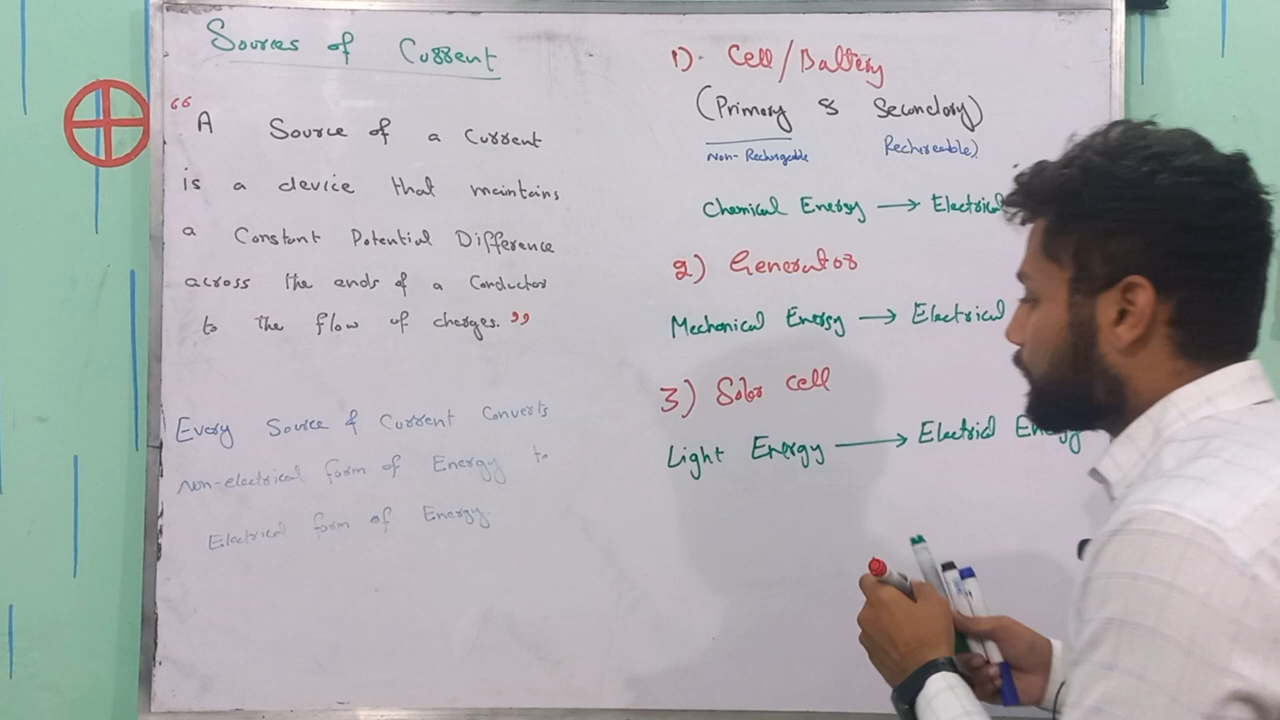 Sources of Current
“ A Source of a Current
is a device that maintains
a Constant Potential Difference
across the ends of a Conductor
to the flow of charges. ”
Every Source of Current Converts
non-electrical form of Energy to
Electrical form of Energy.
1). Cell/Battery
(Primary & Secondary)
Non-Rechargable Rechireable)
Chemical Energy → Electrical
2) Generator
Mechanical Energy → Electrical
3) Solar cell
Light Energy → Electrical Energy